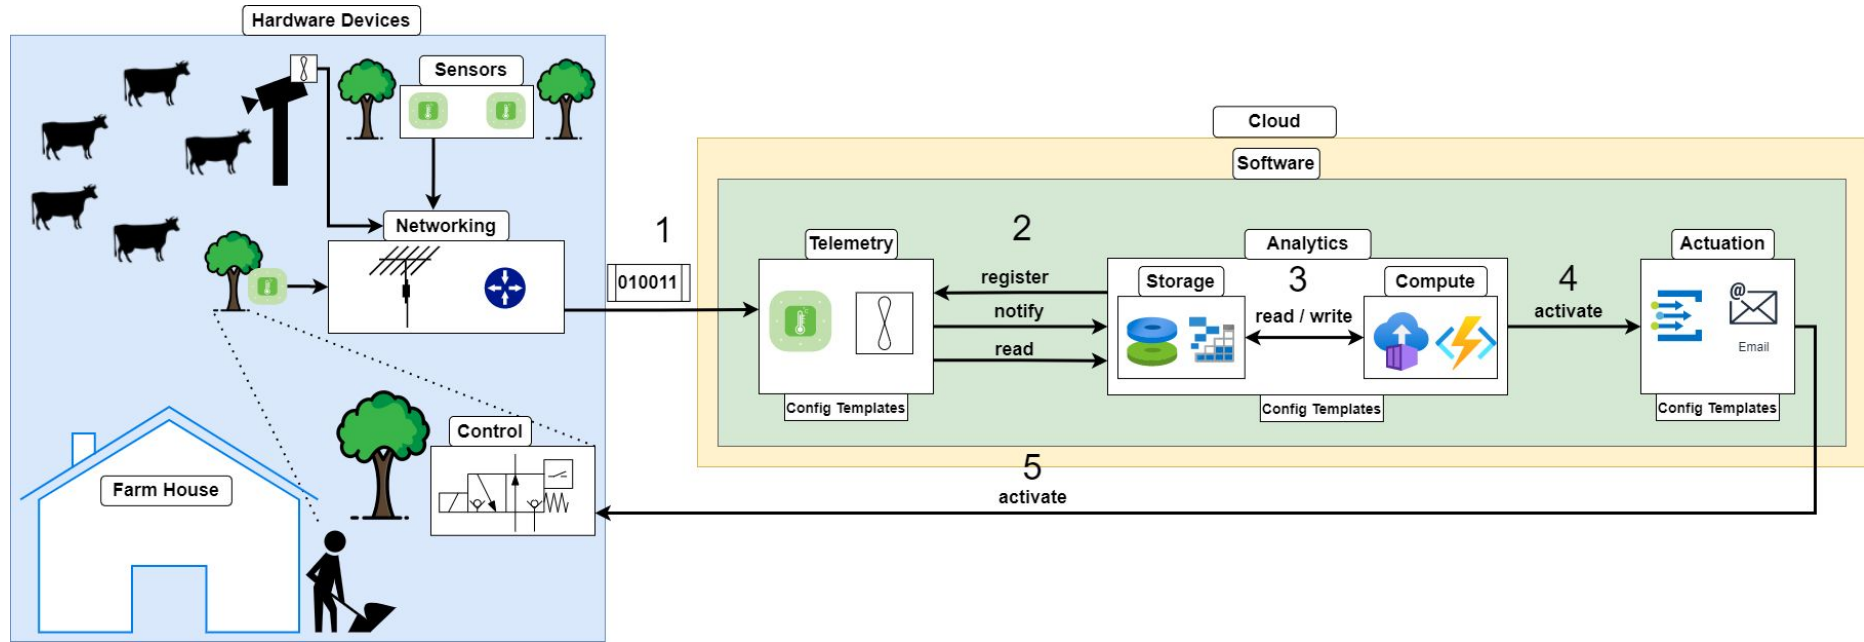 Hardware Devices
Sensors
Networking
Farm House
Control
1
010011
Cloud
Software
Telemetry
Config Templates
2
register
notify
read
Analytics
Storage
3
read / write
Compute
Config Templates
4
activate
Actuation
@
Email
Config Templates
5
activate